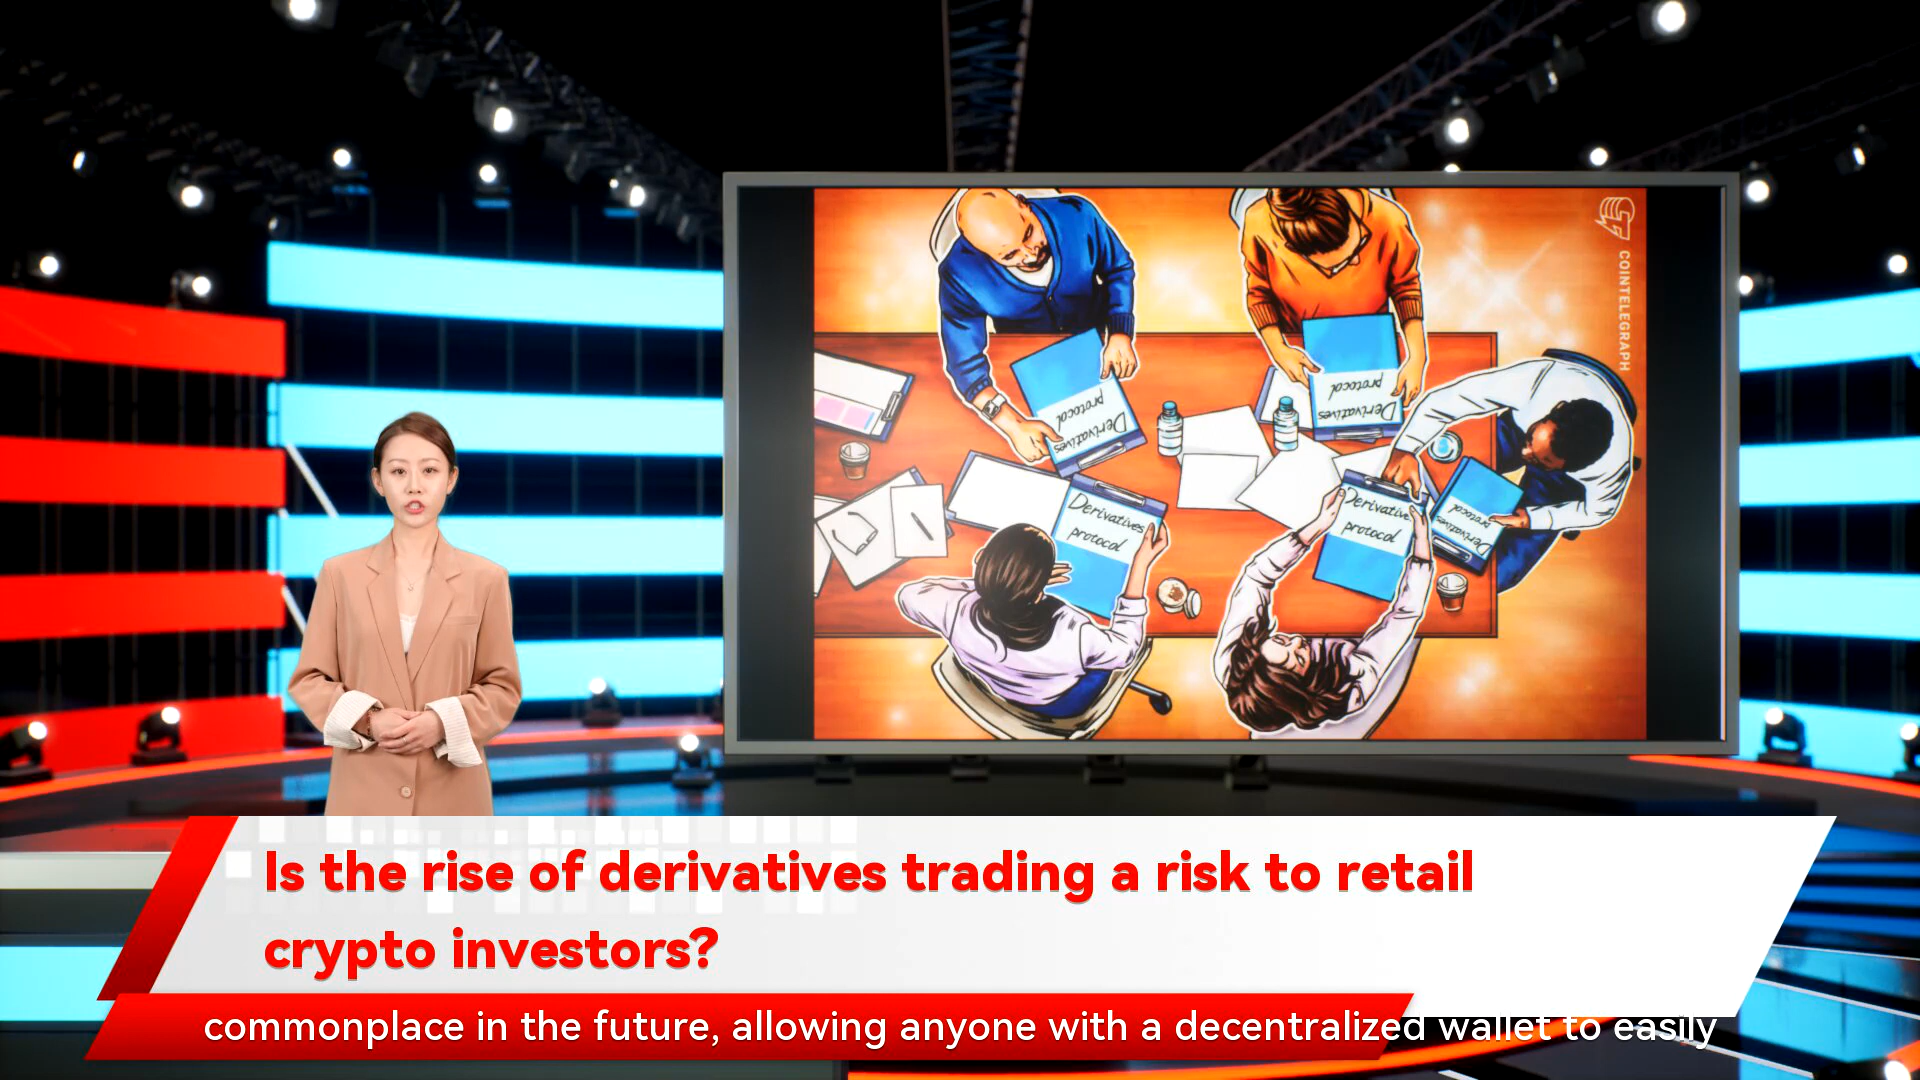 COINTELEGRAPH
Derivatives
protocol
Derivatives
protocol
Derivatives
protocol
Derivative
protocol
Derivatives
protocol
Is the rise of derivatives trading a risk to retail
crypto investors?
commonplace in the future, allowing anyone with a decentralized wallet to easily